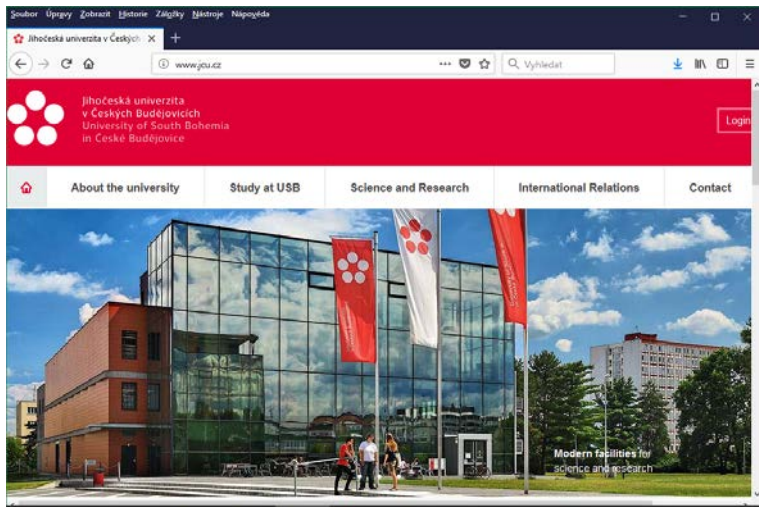 Soubor Úpravy Zobrazit Historie Záložky Nástroje Nápověda
Jihočeská univerzita v Českých
www.jcu.cz
Vyhledat
Jihočeská univerzita
v Českých Budějovicích
University of South Bohemia
in České Budějovice
Login
About the university Study at USB Science and Research International Relations Contact
Modern facilities for
science and research